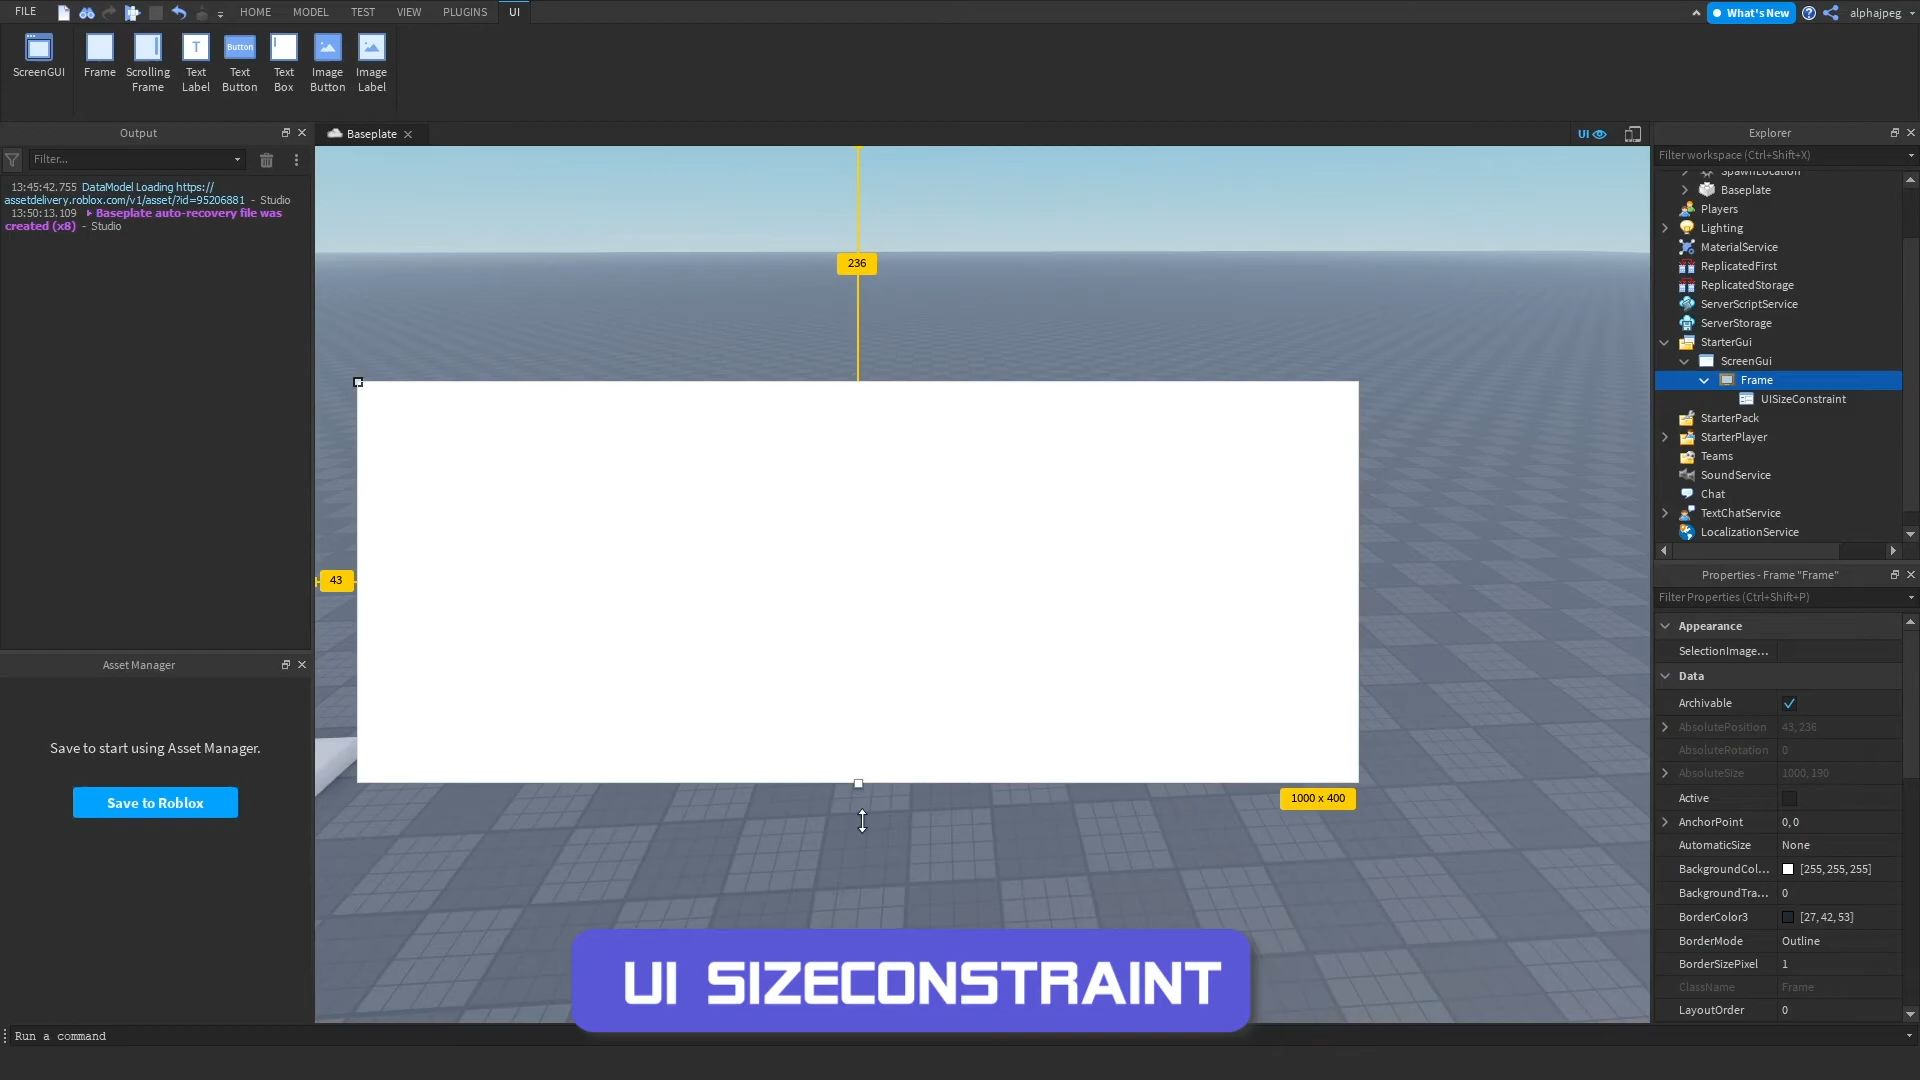 FILE
HOME
MODEL
TEST
VIEW
PLUGINS
UI
What's New
alphajpeg
ScreenGUI
Frame
Scrolling
Frame
Text
Label
Button
Text
Button
Text
Box
Image
Button
Image
Label
Output
Filter...
13:45:42.755 DataModel Loading https://
assetdelivery.roblox.com/v1/asset/?id=95206881 - Studio
13:50:13.109 Baseplate auto-recovery file was
created (x8) - Studio
Asset Manager
Save to start using Asset Manager.
Save to Roblox
Baseplate
UI
236
43
1000 x 400
UI SIZECONSTRAINT
Explorer
Filter workspace (Ctrl+Shift+X)
SpawnLocation
Baseplate
Players
Lighting
MaterialService
ReplicatedFirst
ReplicatedStorage
ServerScriptService
ServerStorage
StarterGui
ScreenGui
Frame
UISizeConstraint
StarterPack
StarterPlayer
Teams
SoundService
Chat
TextChatService
LocalizationService
Properties - Frame "Frame"
Filter Properties (Ctrl+Shift+P)
Appearance
SelectionImage...
Data
Archivable
AbsolutePosition 43, 236
AbsoluteRotation 0
AbsoluteSize 1000, 190
Active
AnchorPoint 0, 0
AutomaticSize None
BackgroundCol... [255, 255, 255]
BackgroundTra... 0
BorderColor3 [27, 42, 53]
BorderMode Outline
BorderSizePixel 1
ClassName Frame
LayoutOrder 0
Run a command